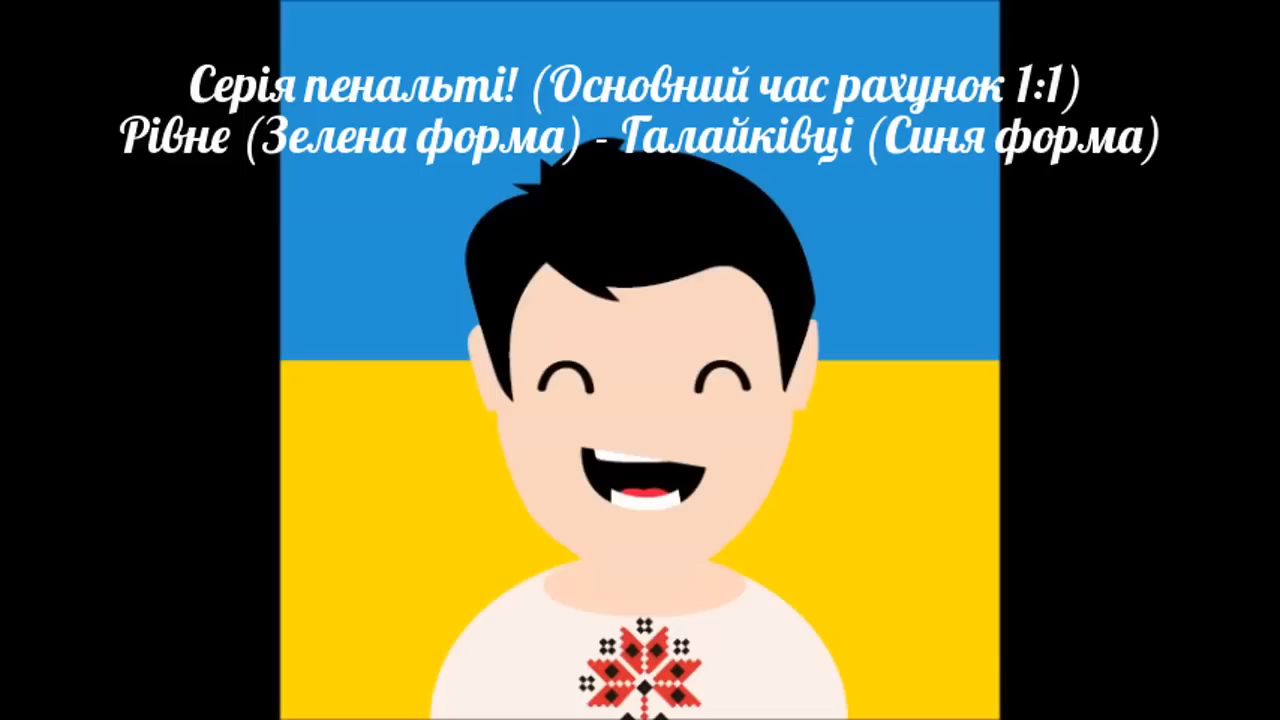 Серія пенальті! (Основний час рахунок 1:1)
Рівне (Зелена форма) - Галайківці (Синя форма)